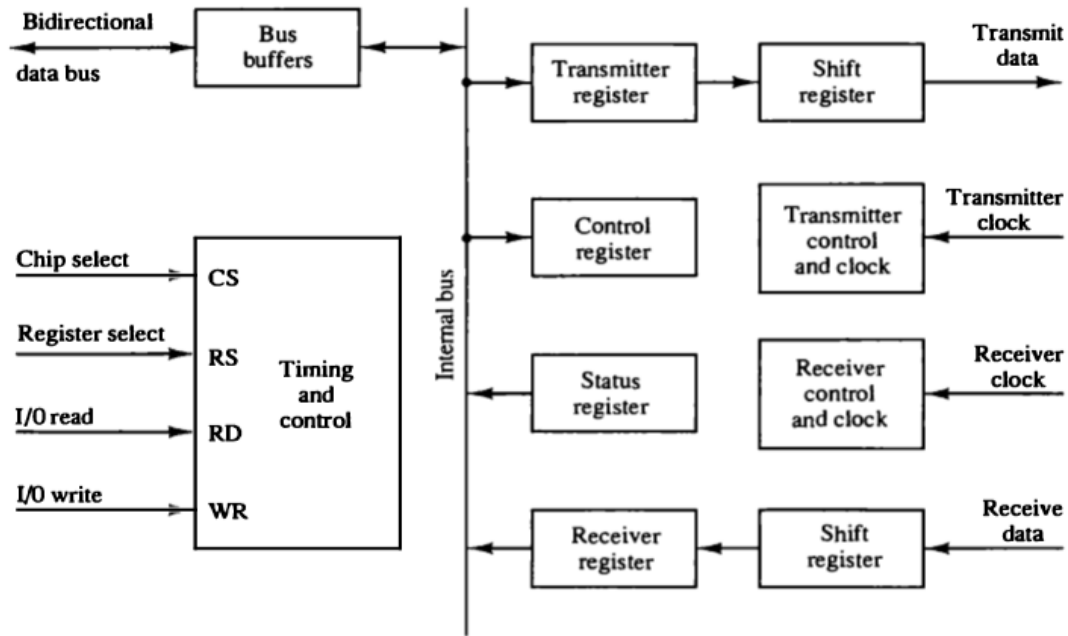 Bidirectional
data bus
Bus
buffers
Transmitter
register
Shift
register
Transmit
data
Control
register
Transmitter
control
and clock
Transmitter
clock
Internal bus
Chip select
CS
Register select
RS
I/O read
RD
I/0 write
WR
Timing
and
control
Status
register
Receiver
control
and clock
Receiver
clock
Receiver
register
Shift
register
Receive
data